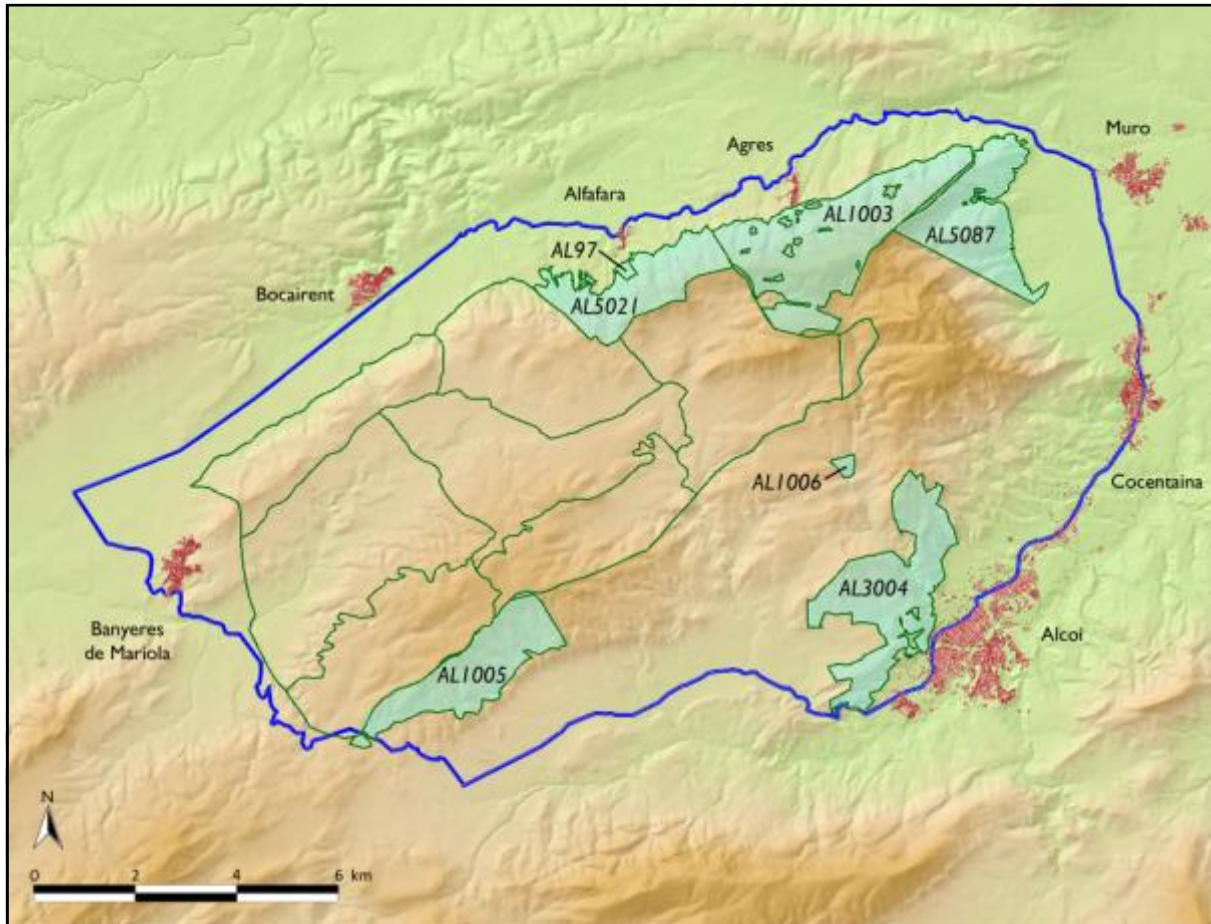 Muro
Agres
Alfafara
AL1003
AL97
AL5087
Bocairent
AL5021
AL1006
Cocentaina
AL3004
Banyeres
de Mariola
Alcoi
AL1005
N
0 2 4 6 km